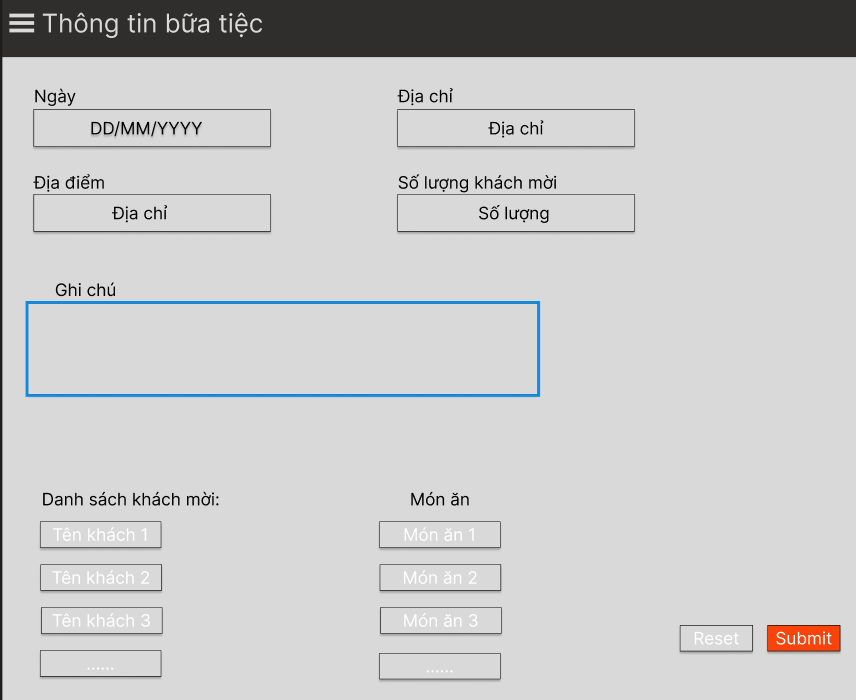 Thông tin bữa tiệc
Ngày
DD/MM/YYYY
Địa chỉ
Địa chỉ
Địa điểm
Địa chỉ
Số lượng khách mời
Số lượng
Ghi chú
Danh sách khách mời:
Tên khách 1
Tên khách 2
Tên khách 3
......
Món ăn
Món ăn 1
Món ăn 2
Món ăn 3
......
Reset
Submit